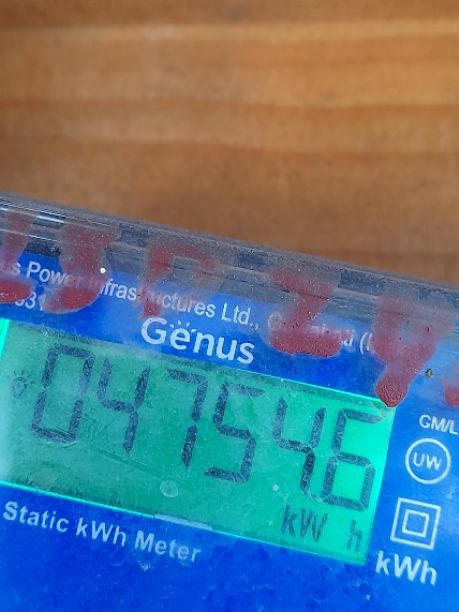 Power Infrastructures Ltd.,
Genus
047546
kW h
GM/L
UW
Static kWh Meter
kWh